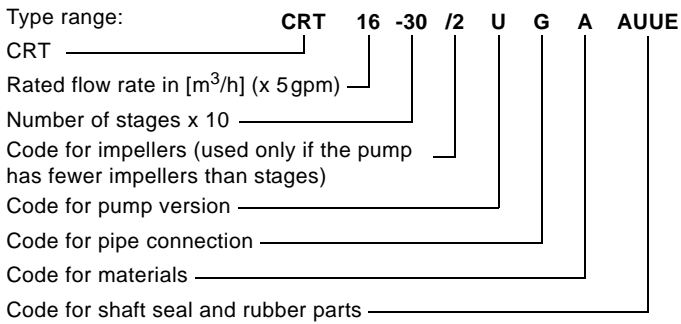 Type range: CRT 16 -30 /2 U G A AUUE
CRT
Rated flow rate in [m³/h] (x 5 gpm)
Number of stages x 10
Code for impellers (used only if the pump
has fewer impellers than stages)
Code for pump version
Code for pipe connection
Code for materials
Code for shaft seal and rubber parts